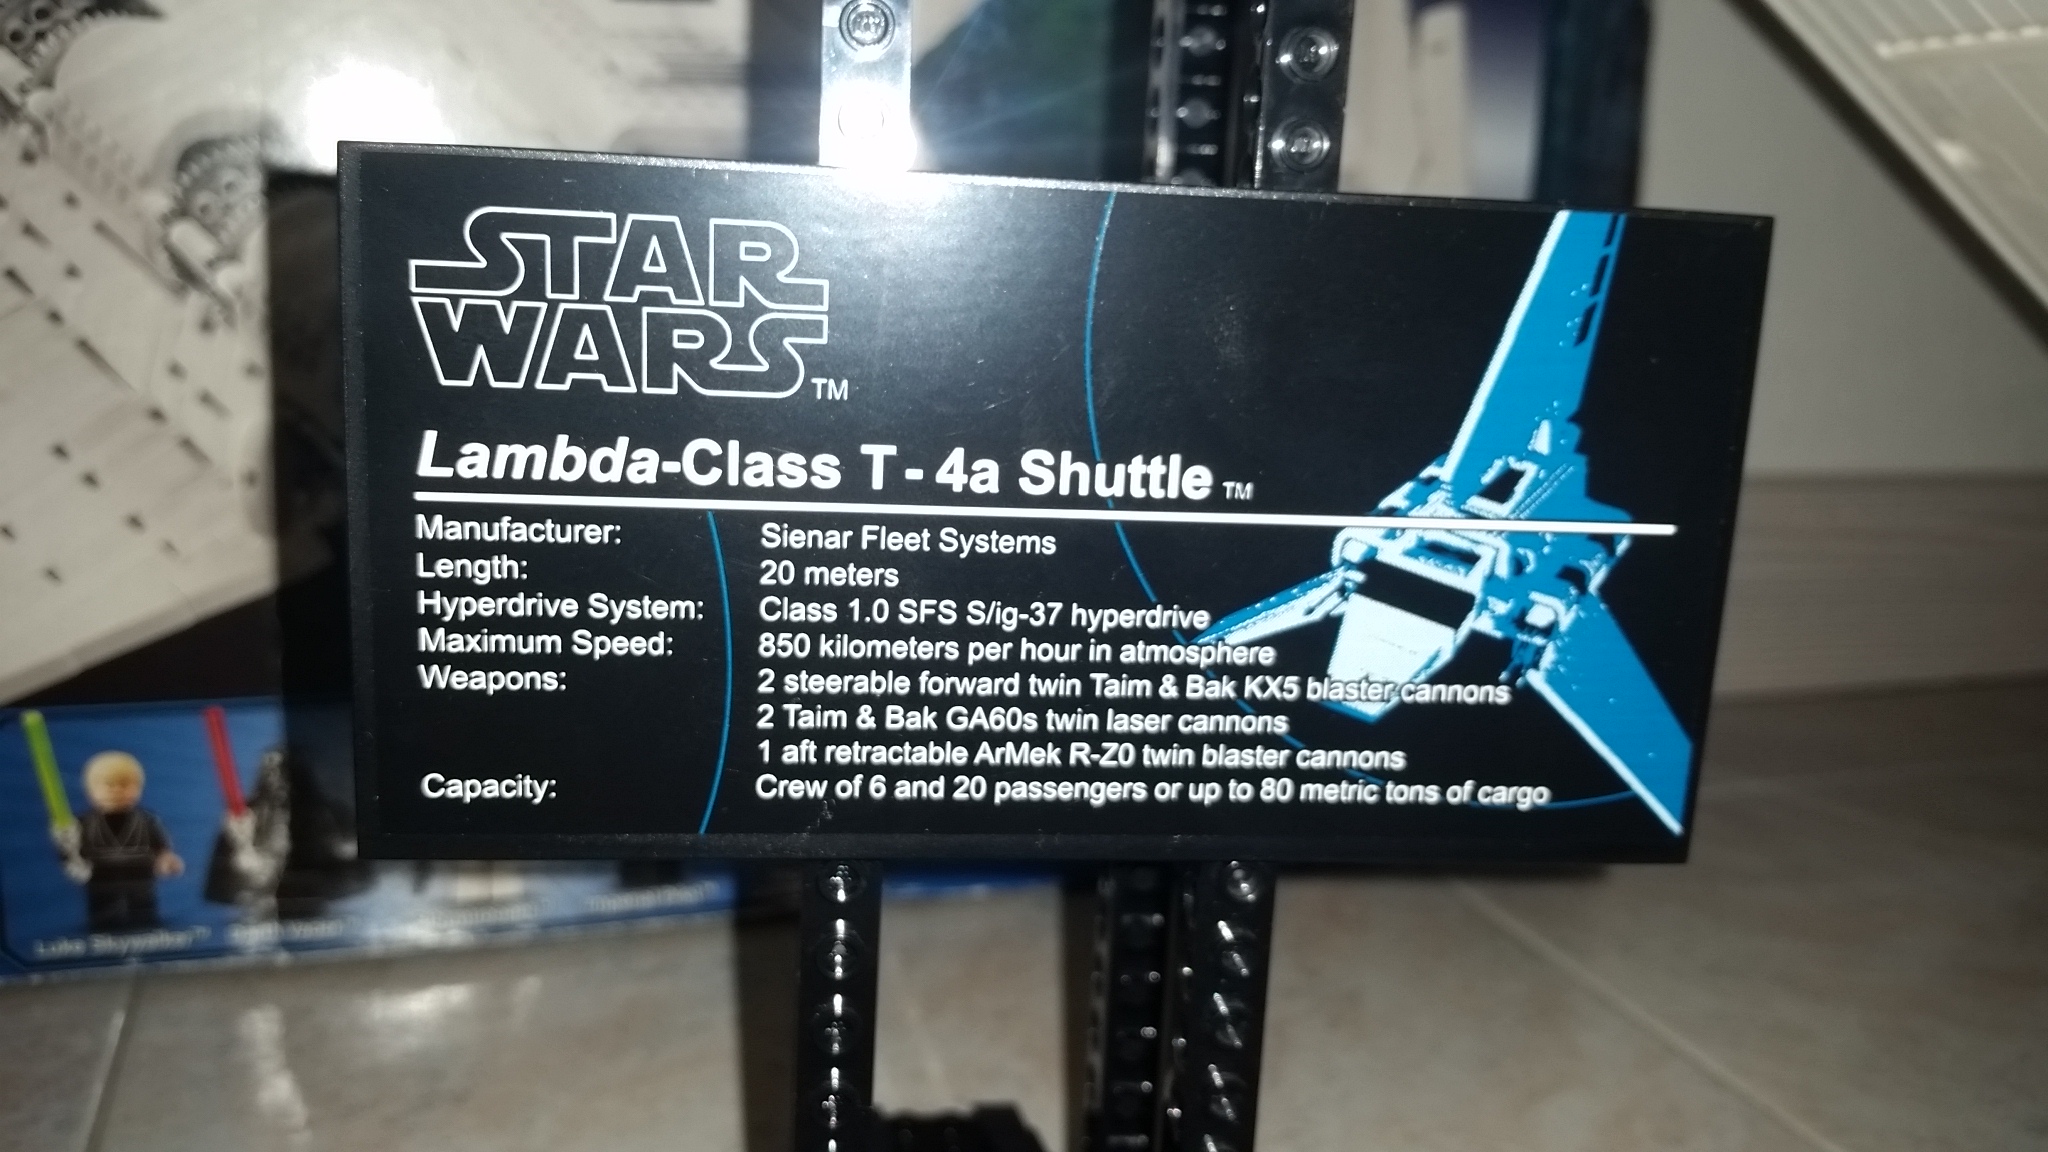 STAR
WARS TM
Lambda-Class T-4a Shuttle TM
Manufacturer: Sienar Fleet Systems
Length: 20 meters
Hyperdrive System: Class 1.0 SFS S/ig-37 hyperdrive
Maximum Speed: 850 kilometers per hour in atmosphere
Weapons: 2 steerable forward twin Taim & Bak KX5 blaster cannons
2 Taim & Bak GA60s twin laser cannons
1 aft retractable ArMek R-Z0 twin blaster cannons
Capacity: Crew of 6 and 20 passengers or up to 80 metric tons of cargo
Luke Skywalker™